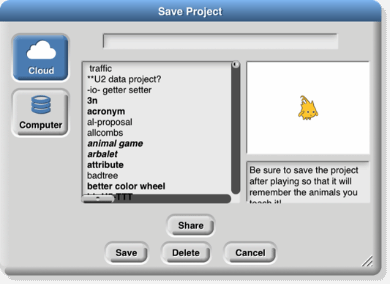 Save Project
Cloud
Computer
traffic
**U2 data project?
-io- getter setter
3n
acronym
al-proposal
allcombs
animal game
arbalet
attribute
badtree
better color wheel
TTT
Be sure to save the project
after playing so that it will
remember the animals you
teach it!
Share
Save
Delete
Cancel